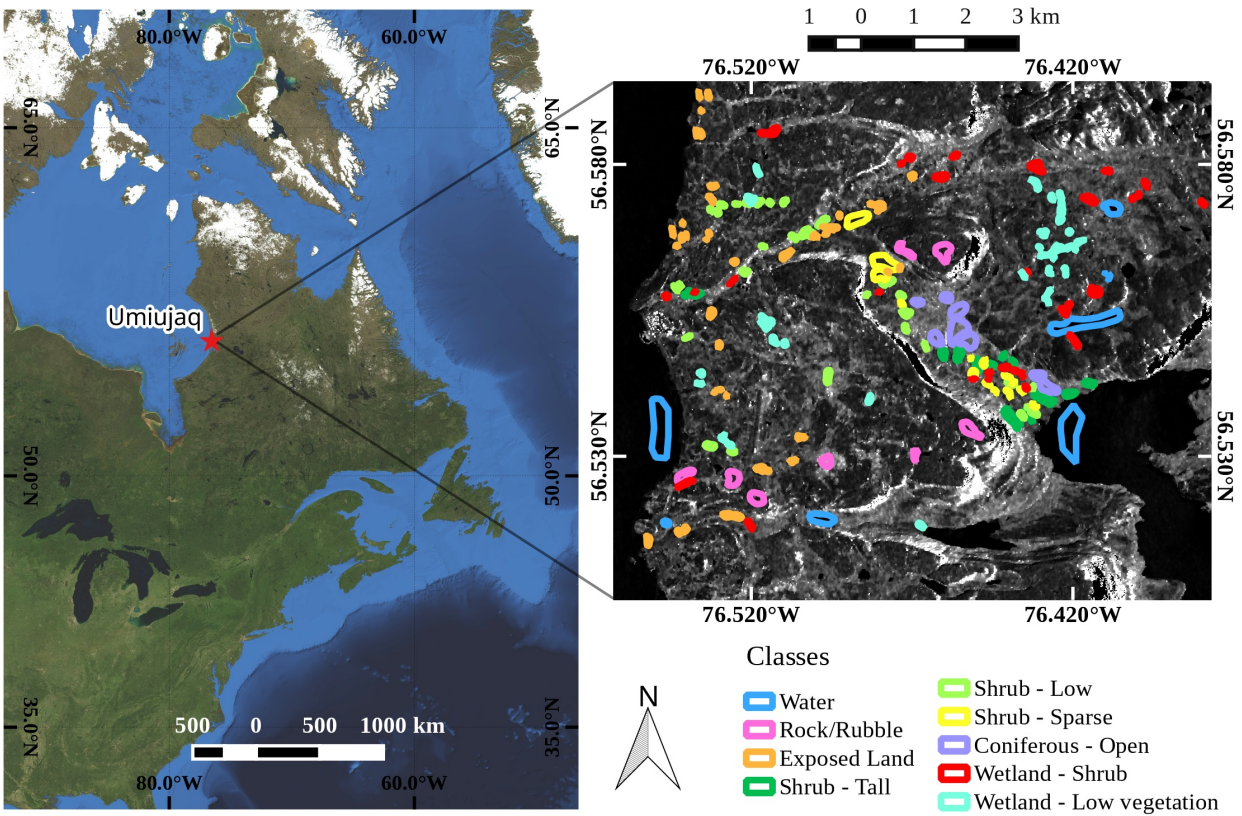 80.0°W 60.0°W
65.0°N 65.0°N
Umiujaq
50.0°N 50.0°N
35.0°N 35.0°N
500 0 500 1000 km
80.0°W 60.0°W
1 0 1 2 3 km
76.520°W 76.420°W
56.580°N 56.580°N
56.530°N 56.530°N
76.520°W 76.420°W
N
Classes
Water
Rock/Rubble
Exposed Land
Shrub - Tall
Shrub - Low
Shrub - Sparse
Coniferous - Open
Wetland - Shrub
Wetland - Low vegetation